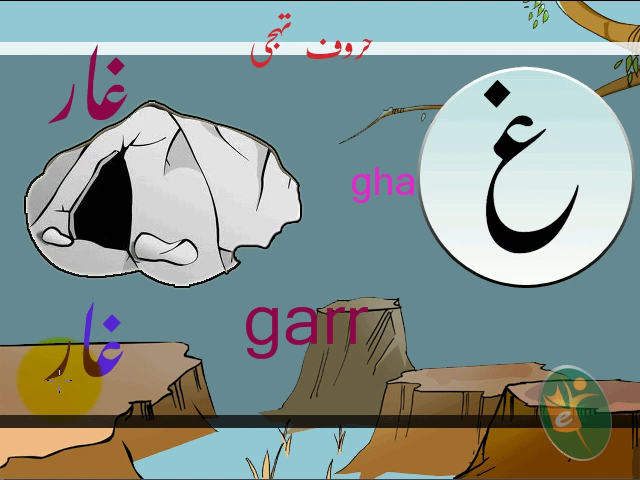 حروف تہجی
غار
غ
gha
garr
غار
e